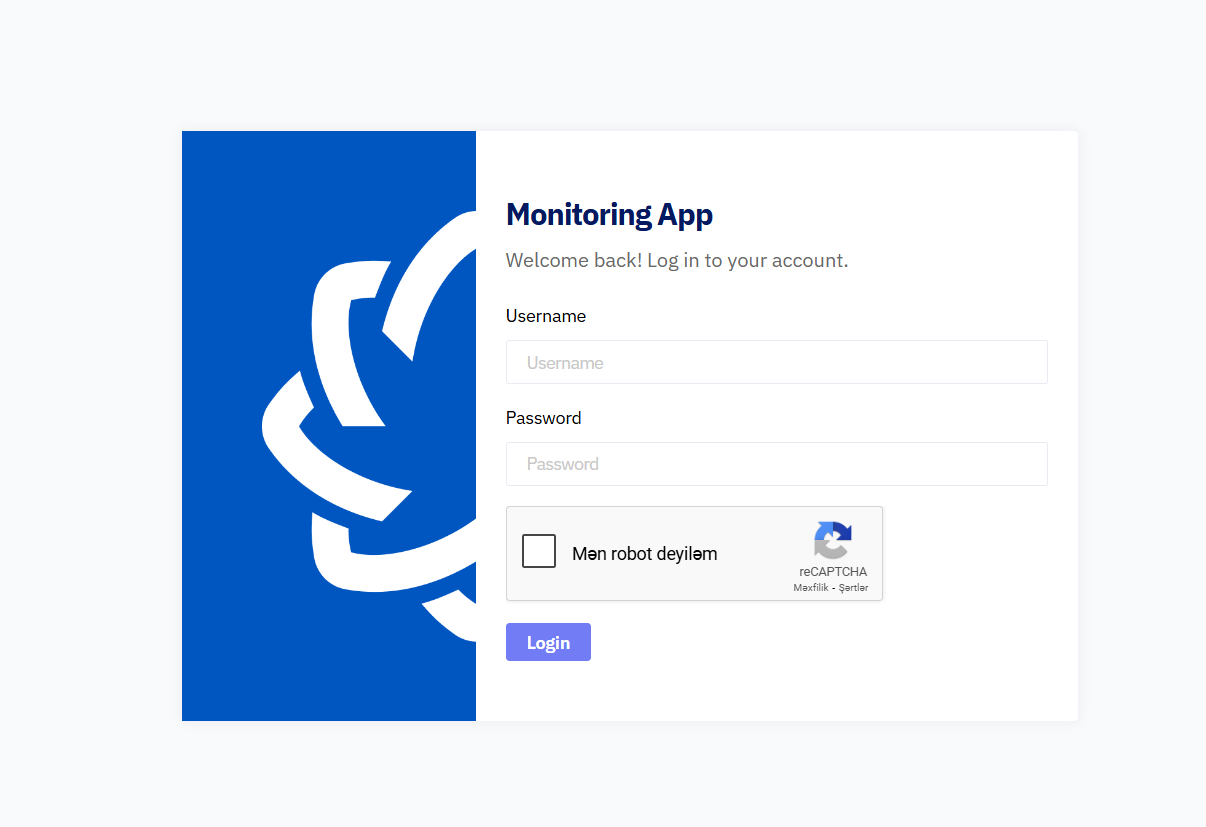 Monitoring App
Welcome back! Log in to your account.
Username
Username
Password
Password
Mən robot deyiləm
reCAPTCHA
Məxfilik - Şərtlər
Login